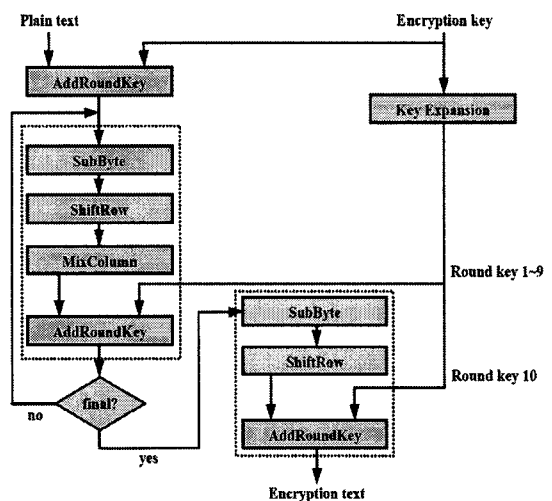 Plain text
Encryption key
AddRoundKey
Key Expansion
SubByte
ShiftRow
MixColumn
AddRoundKey
Round key 1~9
SubByte
ShiftRow
Round key 10
AddRoundKey
final?
no
yes
Encryption text